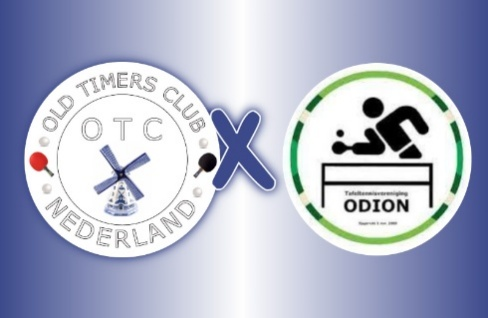 OLD TIMERS CLUB
OTC
NEDERLAND
X
Tafeltennisvereniging
ODION